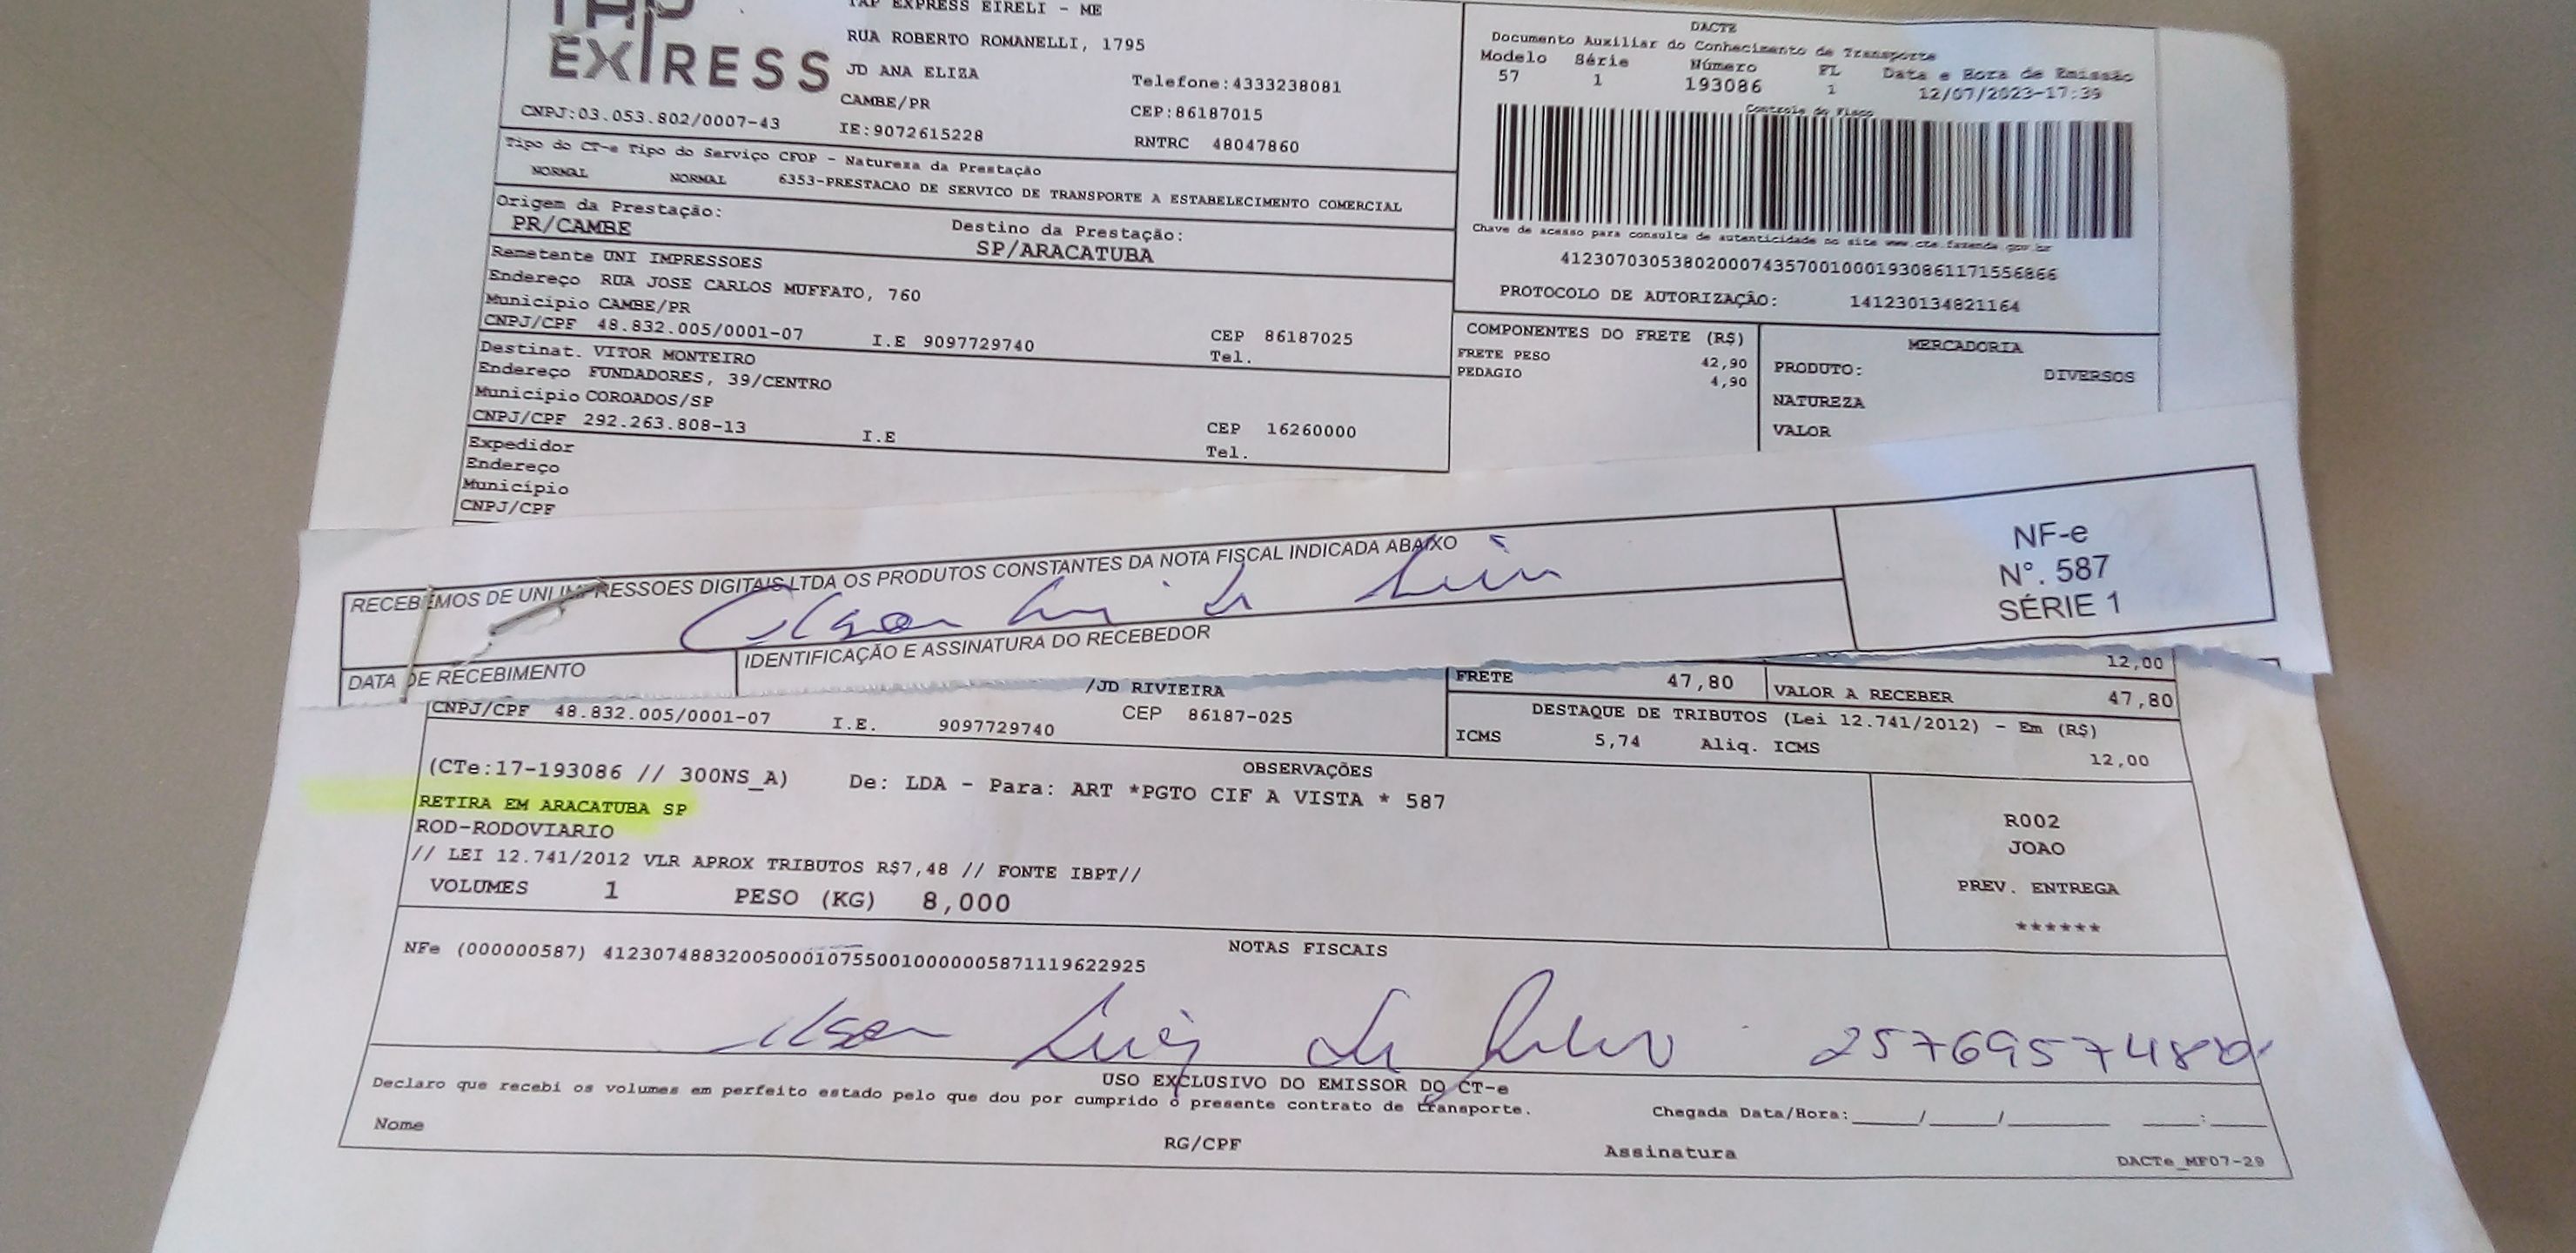 TAP EXPRESS
TAP EXPRESS EIRELI - ME
RUA ROBERTO ROMANELLI, 1795
JD ANA ELIZA
Telefone:4333238081
CAMBE/PR
CEP:86187015
CNPJ:03.053.802/0007-43
IE:9072615228
RNTRC 48047860
DACTE
Documento Auxiliar do Conhecimento de Transporte
Modelo Série Número FL Data e Hora de Emissão
57 1 193086 1 12/07/2023-17:39
Controle do Fisco
Chave de acesso para consulta de autenticidade no site www.cte.fazenda.gov.br
41230703053802000743570010001930861171556866
PROTOCOLO DE AUTORIZAÇÃO: 141230134821164
Tipo do CT-e Tipo do Serviço CFOP - Natureza da Prestação
NORMAL NORMAL 6353-PRESTACAO DE SERVICO DE TRANSPORTE A ESTABELECIMENTO COMERCIAL
Origem da Prestação: Destino da Prestação:
PR/CAMBE SP/ARACATUBA
Remetente UNI IMPRESSOES
Endereço RUA JOSE CARLOS MUFFATO, 760
Município CAMBE/PR
CEP 86187025
CNPJ/CPF 48.832.005/0001-07 I.E 9097729740 Tel.
Destinat. VITOR MONTEIRO
Endereço FUNDADORES, 39/CENTRO
Município COROADOS/SP
CEP 16260000
CNPJ/CPF 292.263.808-13 I.E Tel.
Expedidor
Endereço
Município
CNPJ/CPF
COMPONENTES DO FRETE (R$)
FRETE PESO 42,90
PEDAGIO 4,90
MERCADORIA
PRODUTO: DIVERSOS
NATUREZA
VALOR
RECEBEMOS DE UNI IMPRESSOES DIGITAIS LTDA OS PRODUTOS CONSTANTES DA NOTA FISCAL INDICADA ABAIXO
DATA DE RECEBIMENTO
IDENTIFICAÇÃO E ASSINATURA DO RECEBEDOR
NF-e
N°. 587
SÉRIE 1
12,00
/JD RIVIEIRA
CEP 86187-025
CNPJ/CPF 48.832.005/0001-07 I.E. 9097729740
FRETE 47,80 VALOR A RECEBER 47,80
DESTAQUE DE TRIBUTOS (Lei 12.741/2012) - Em (R$)
ICMS 5,74 Aliq. ICMS 12,00
OBSERVAÇÕES
(CTe:17-193086 // 300NS_A) De: LDA - Para: ART *PGTO CIF A VISTA * 587
RETIRA EM ARACATUBA SP
ROD-RODOVIARIO
// LEI 12.741/2012 VLR APROX TRIBUTOS R$7,48 // FONTE IBPT//
VOLUMES 1 PESO (KG) 8,000
R002
JOAO
PREV. ENTREGA
******
NOTAS FISCAIS
NFe (000000587) 41230748832005000107550010000005871119622925
Luiz
USO EXCLUSIVO DO EMISSOR DO CT-e
Declaro que recebi os volumes em perfeito estado pelo que dou por cumprido o presente contrato de transporte.
Chegada Data/Hora:_____/_____/_______ ____:____
Nome RG/CPF Assinatura
DACTe_MF07-29